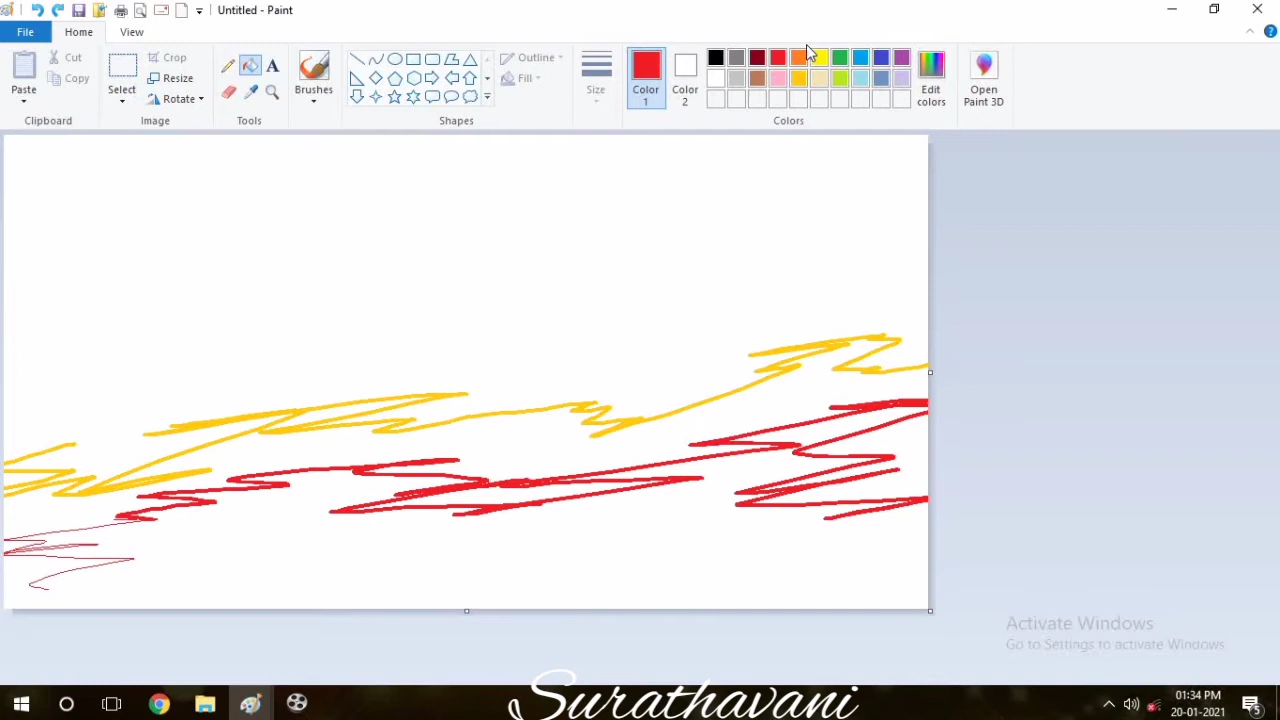 Untitled - Paint
File
Home
View
Paste
Cut
Copy
Clipboard
Select
Crop
Resize
Rotate
Image
A
Tools
Brushes
Outline
Fill
Shapes
Size
Color
1
Color
2
Edit
colors
Colors
Open
Paint 3D
Activate Windows
Go to Settings to activate Windows.
Surathavani
01:34 PM
20-01-2021
5